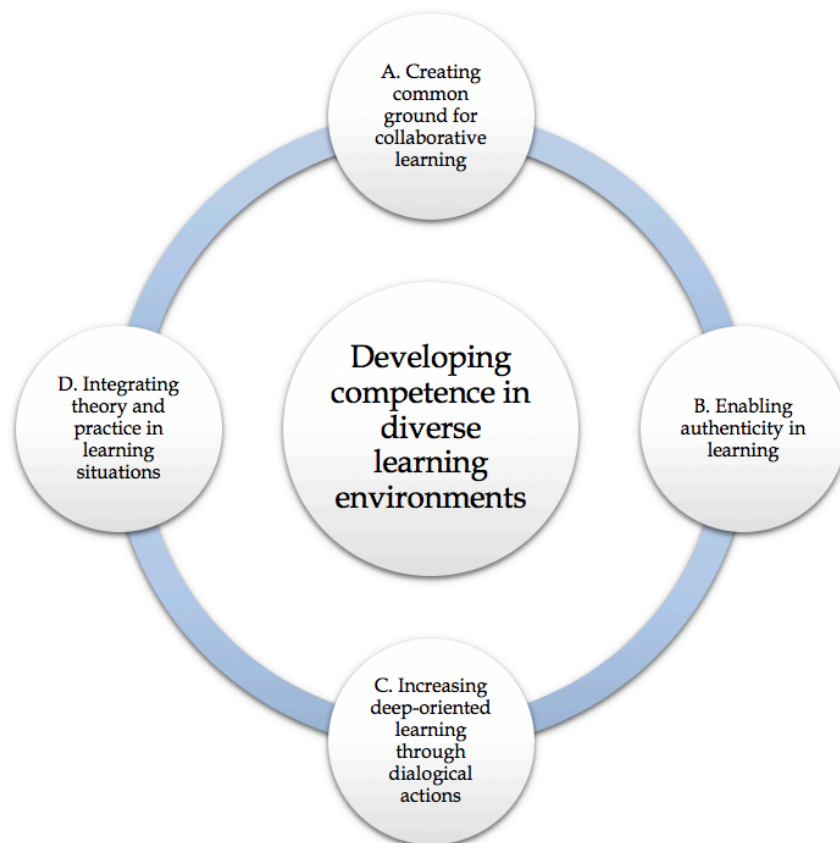 A. Creating
common
ground for
collaborative
learning
D. Integrating
theory and
practice in
learning
situations
Developing
competence in
diverse
learning
environments
B. Enabling
authenticity in
learning
C. Increasing
deep-oriented
learning
through
dialogical
actions